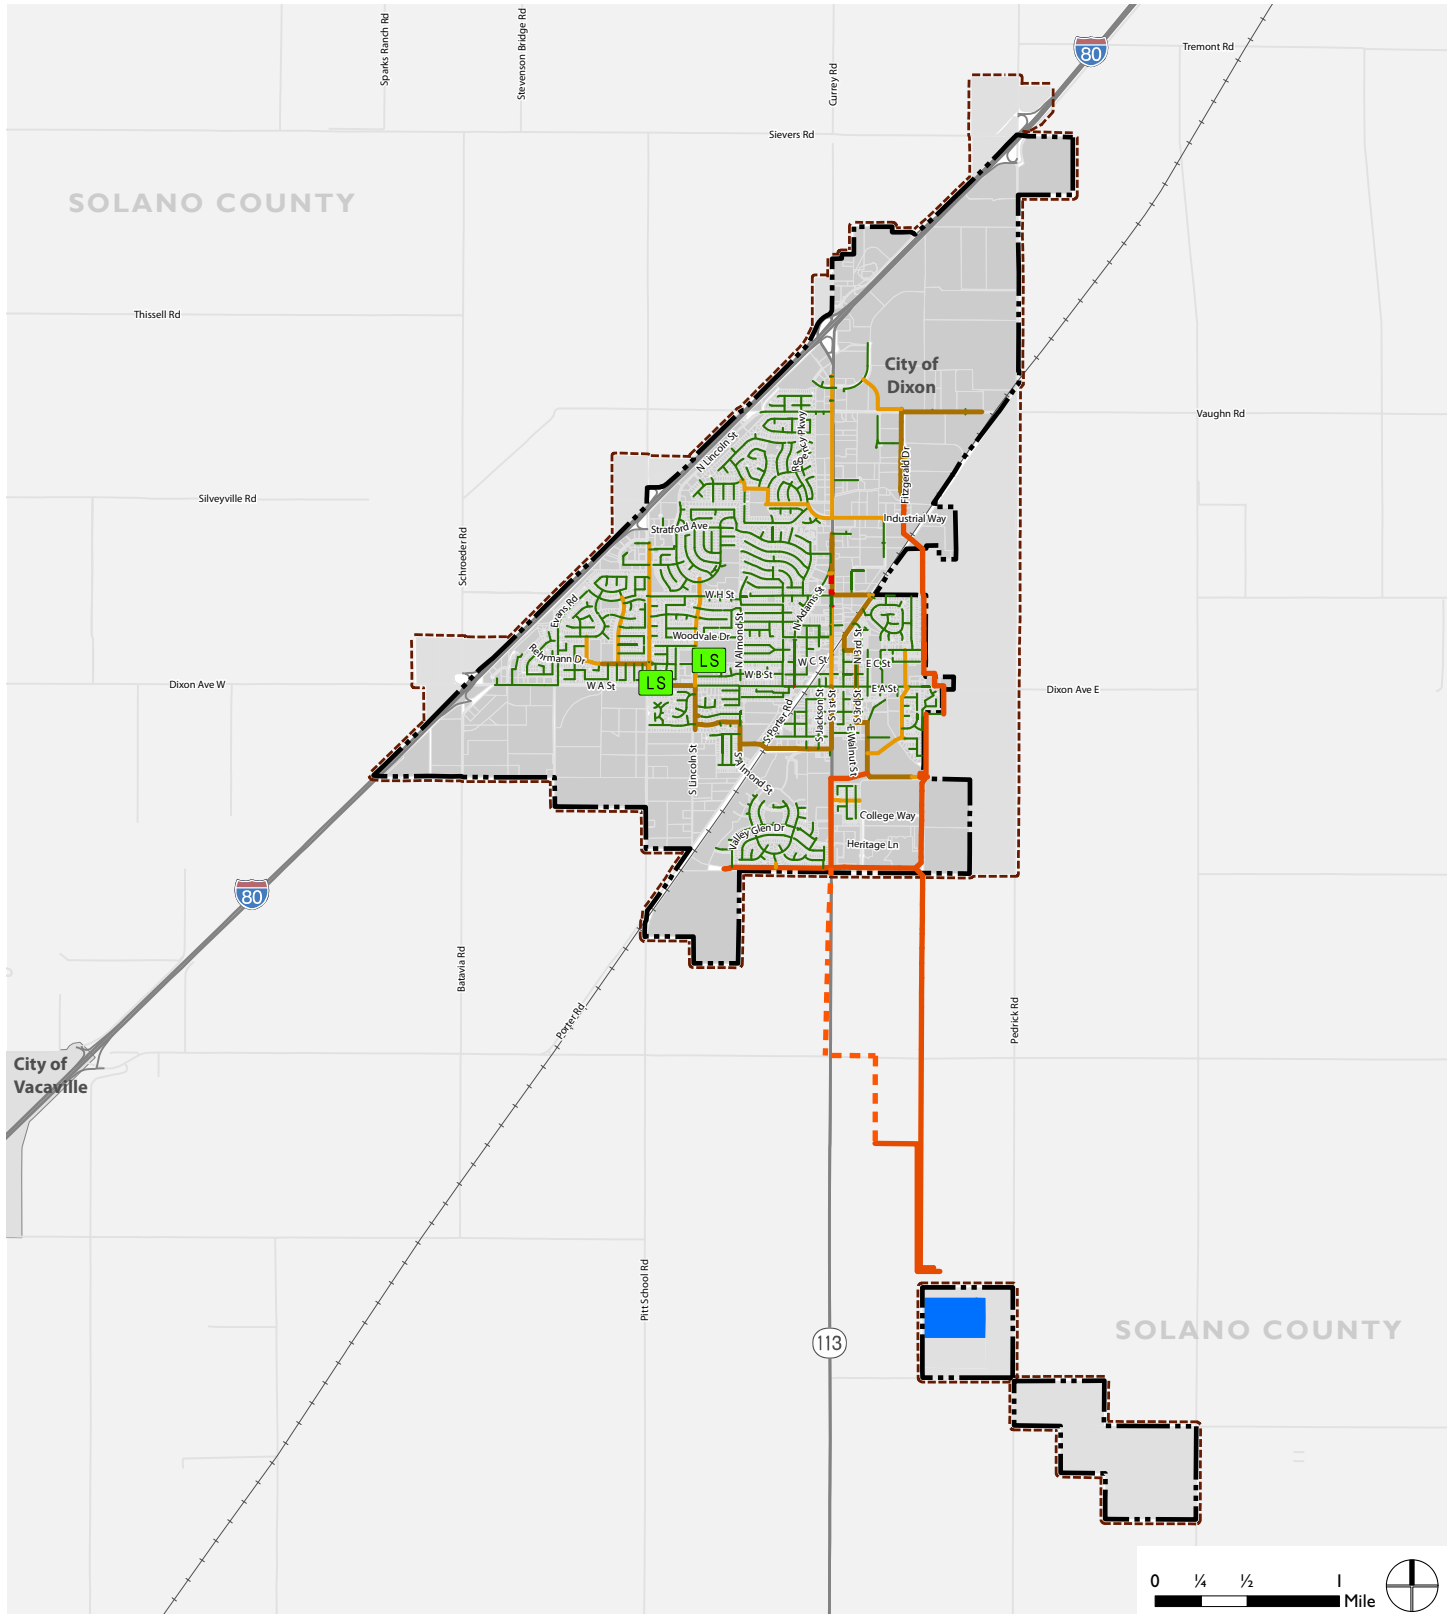 Sparks Ranch Rd
Stevenson Bridge Rd
Currey Rd
80
Tremont Rd
Sievers Rd
SOLANO COUNTY
Thissell Rd
City of
Dixon
Vaughn Rd
N Lincoln St
Regency Pkwy
Fitzgerald Dr
Silveyville Rd
Schroeder Rd
Stratford Ave
Industrial Way
Evans Rd
W H St
N Adams St
N Almond St
Woodvale Dr
N 3rd St
Rehrmann Dr
LS
W C St
E C St
W B St
LS
Dixon Ave W
W A St
E A St
Dixon Ave E
S Jackson St
S 1st St
S 3rd St
S Porter Rd
E Walnut St
S Lincoln St
S Almond St
College Way
Valley Glen Dr
Heritage Ln
80
Batavia Rd
Porter Rd
Pedrick Rd
City of
Vacaville
Pitt School Rd
113
SOLANO COUNTY
0 ¼ ½ 1
Mile